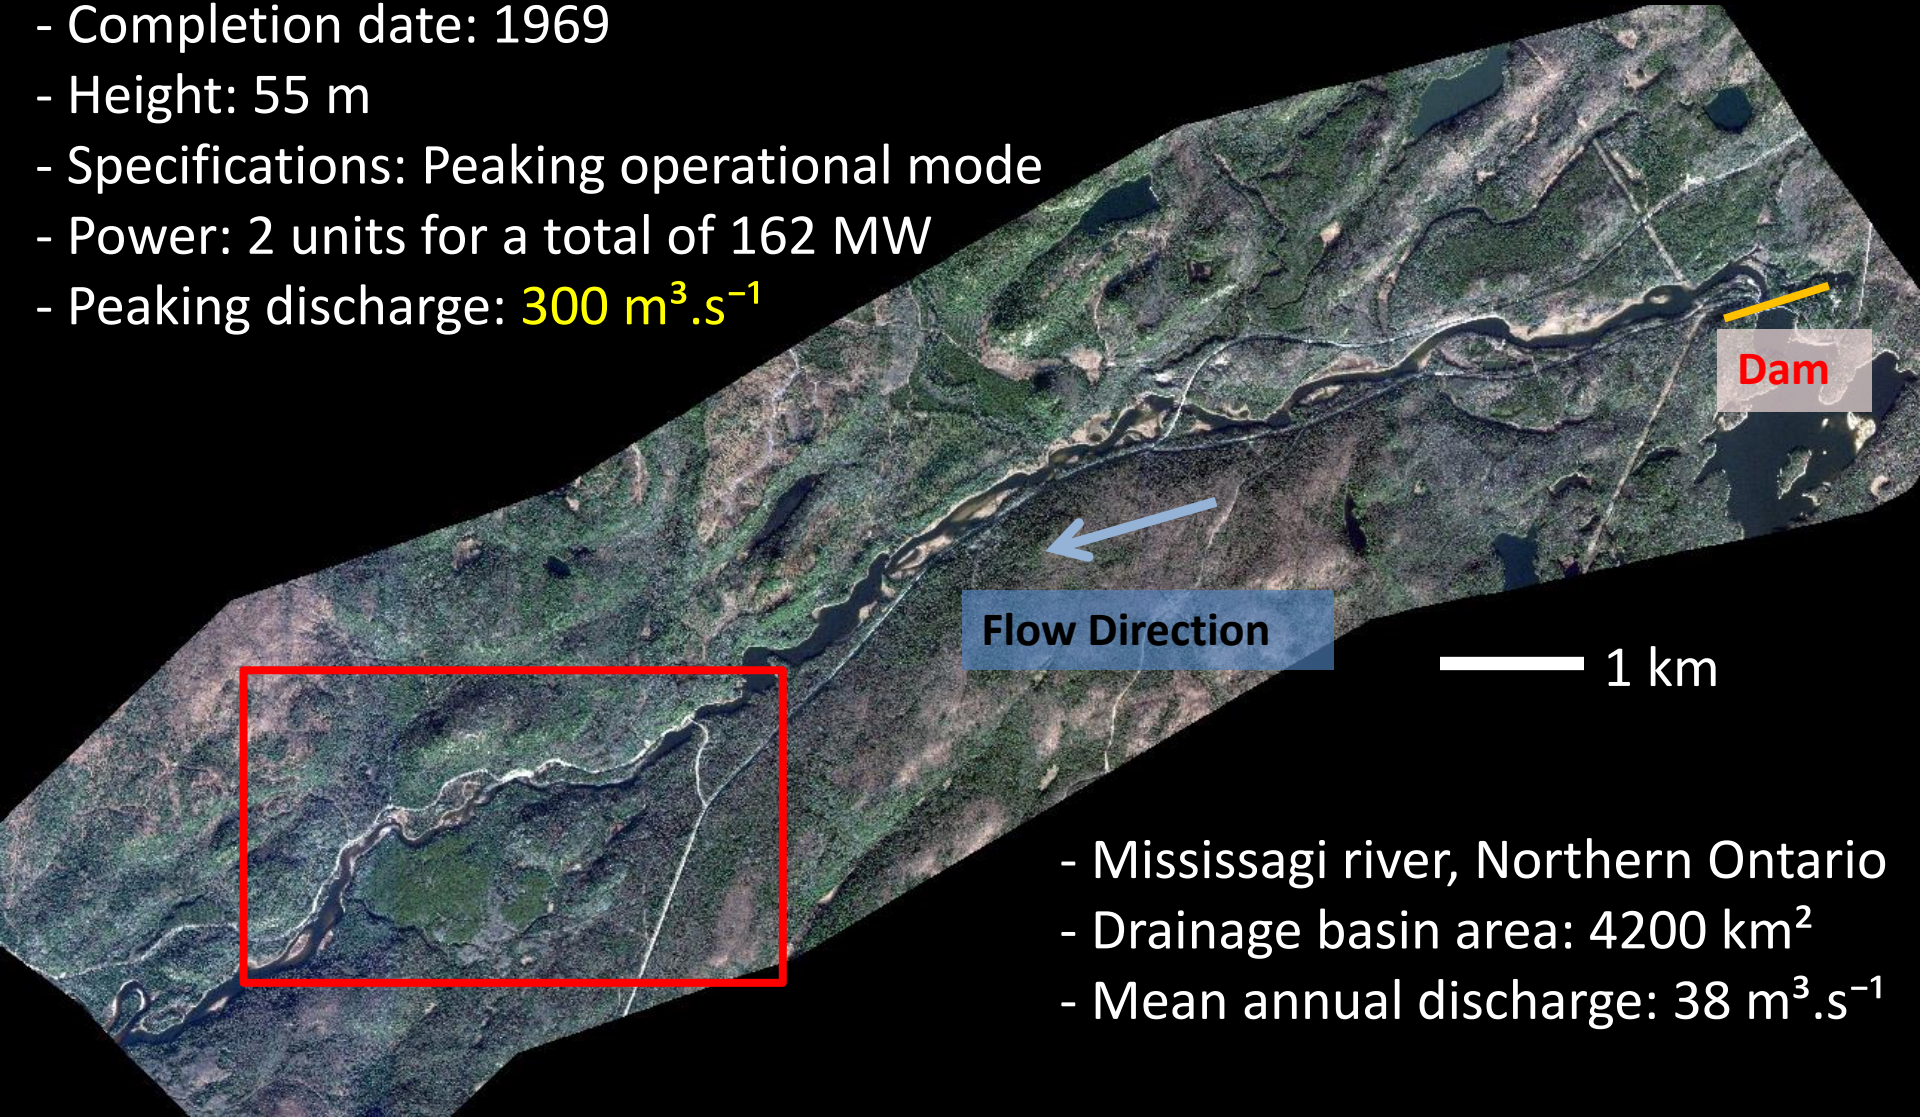 - Completion date: 1969
- Height: 55 m
- Specifications: Peaking operational mode
- Power: 2 units for a total of 162 MW
- Peaking discharge: 300 m³.s⁻¹
Dam
Flow Direction
1 km
- Mississagi river, Northern Ontario
- Drainage basin area: 4200 km²
- Mean annual discharge: 38 m³.s⁻¹